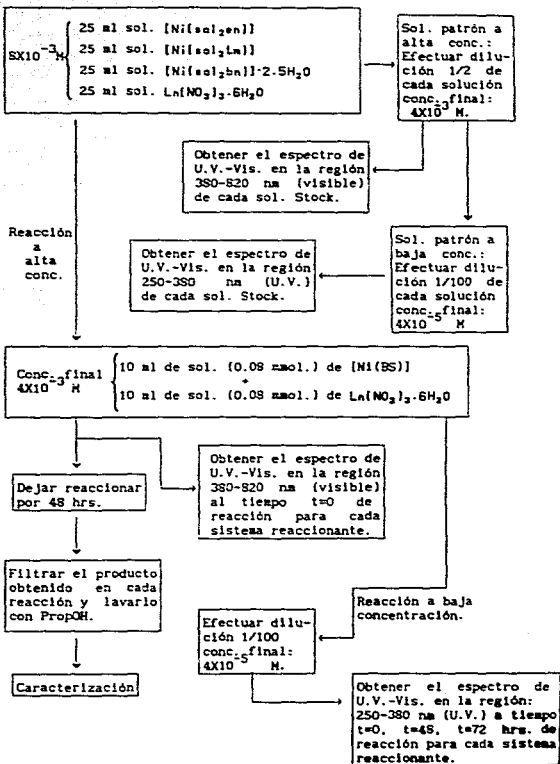 8X10⁻³M
25 ml sol. [Ni(sal₂en)]
25 ml sol. [Ni(sal₂tm)]
25 ml sol. [Ni(sal₂bn)]·2.5H₂O
25 ml sol. Ln(NO₃)₃·6H₂O
Sol. patrón a
alta conc.:
Efectuar dilu-
ción 1/2 de
cada solución
conc. final:
4X10⁻³ M.
Obtener el espectro de
U.V.-Vis. en la región
380-820 nm (visible)
de cada sol. Stock.
Reacción
a
alta
conc.
Obtener el espectro de
U.V.-Vis. en la región
250-380 nm (U.V.)
de cada sol. Stock.
Sol. patrón a
baja conc.:
Efectuar dilu-
ción 1/100 de
cada solución
conc. final:
4X10⁻⁵ M
Conc. final
4X10⁻³ M
10 ml de sol. (0.08 mmol.) de [Ni(BS)]
+
10 ml de sol. (0.08 mmol.) de Ln(NO₃)₃·6H₂O
Dejar reaccionar
por 48 hrs.
Obtener el espectro de
U.V.-Vis. en la región
380-820 nm (visible)
al tiempo t=0 de
reacción para cada
sistema reaccionante.
Filtrar el producto
obtenido en cada
reacción y lavarlo
con PropOH.
Caracterización
Efectuar dilu-
ción 1/100
conc. final:
4X10⁻⁵ M.
Reacción a baja
concentración.
Obtener el espectro de
U.V.-Vis. en la región:
250-380 nm (U.V.) a tiempo
t=0, t=48, t=72 hrs. de
reacción para cada sistema
reaccionante.